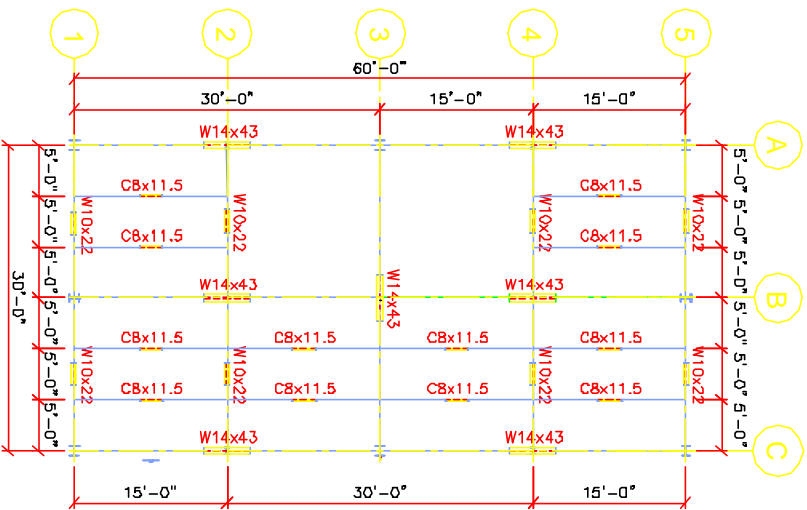 1 2 3 4 5
60'-0"
30'-0" 15'-0" 15'-0"
W14x43 W14x43 A
5'-0" 5'-0"
C8x11.5 C8x11.5
5'-0" W10x22 W10x22 W10x22 W10x22 5'-0"
C8x11.5 C8x11.5
5'-0" 5'-0"
30'-0" W14x43 W14x43 W14x43 B
5'-0" 5'-0"
C8x11.5 C8x11.5 C8x11.5 C8x11.5
5'-0" W10x22 W10x22 W10x22 W10x22 5'-0"
C8x11.5 C8x11.5 C8x11.5 C8x11.5
5'-0" 5'-0"
W14x43 W14x43 C
15'-0" 30'-0" 15'-0"